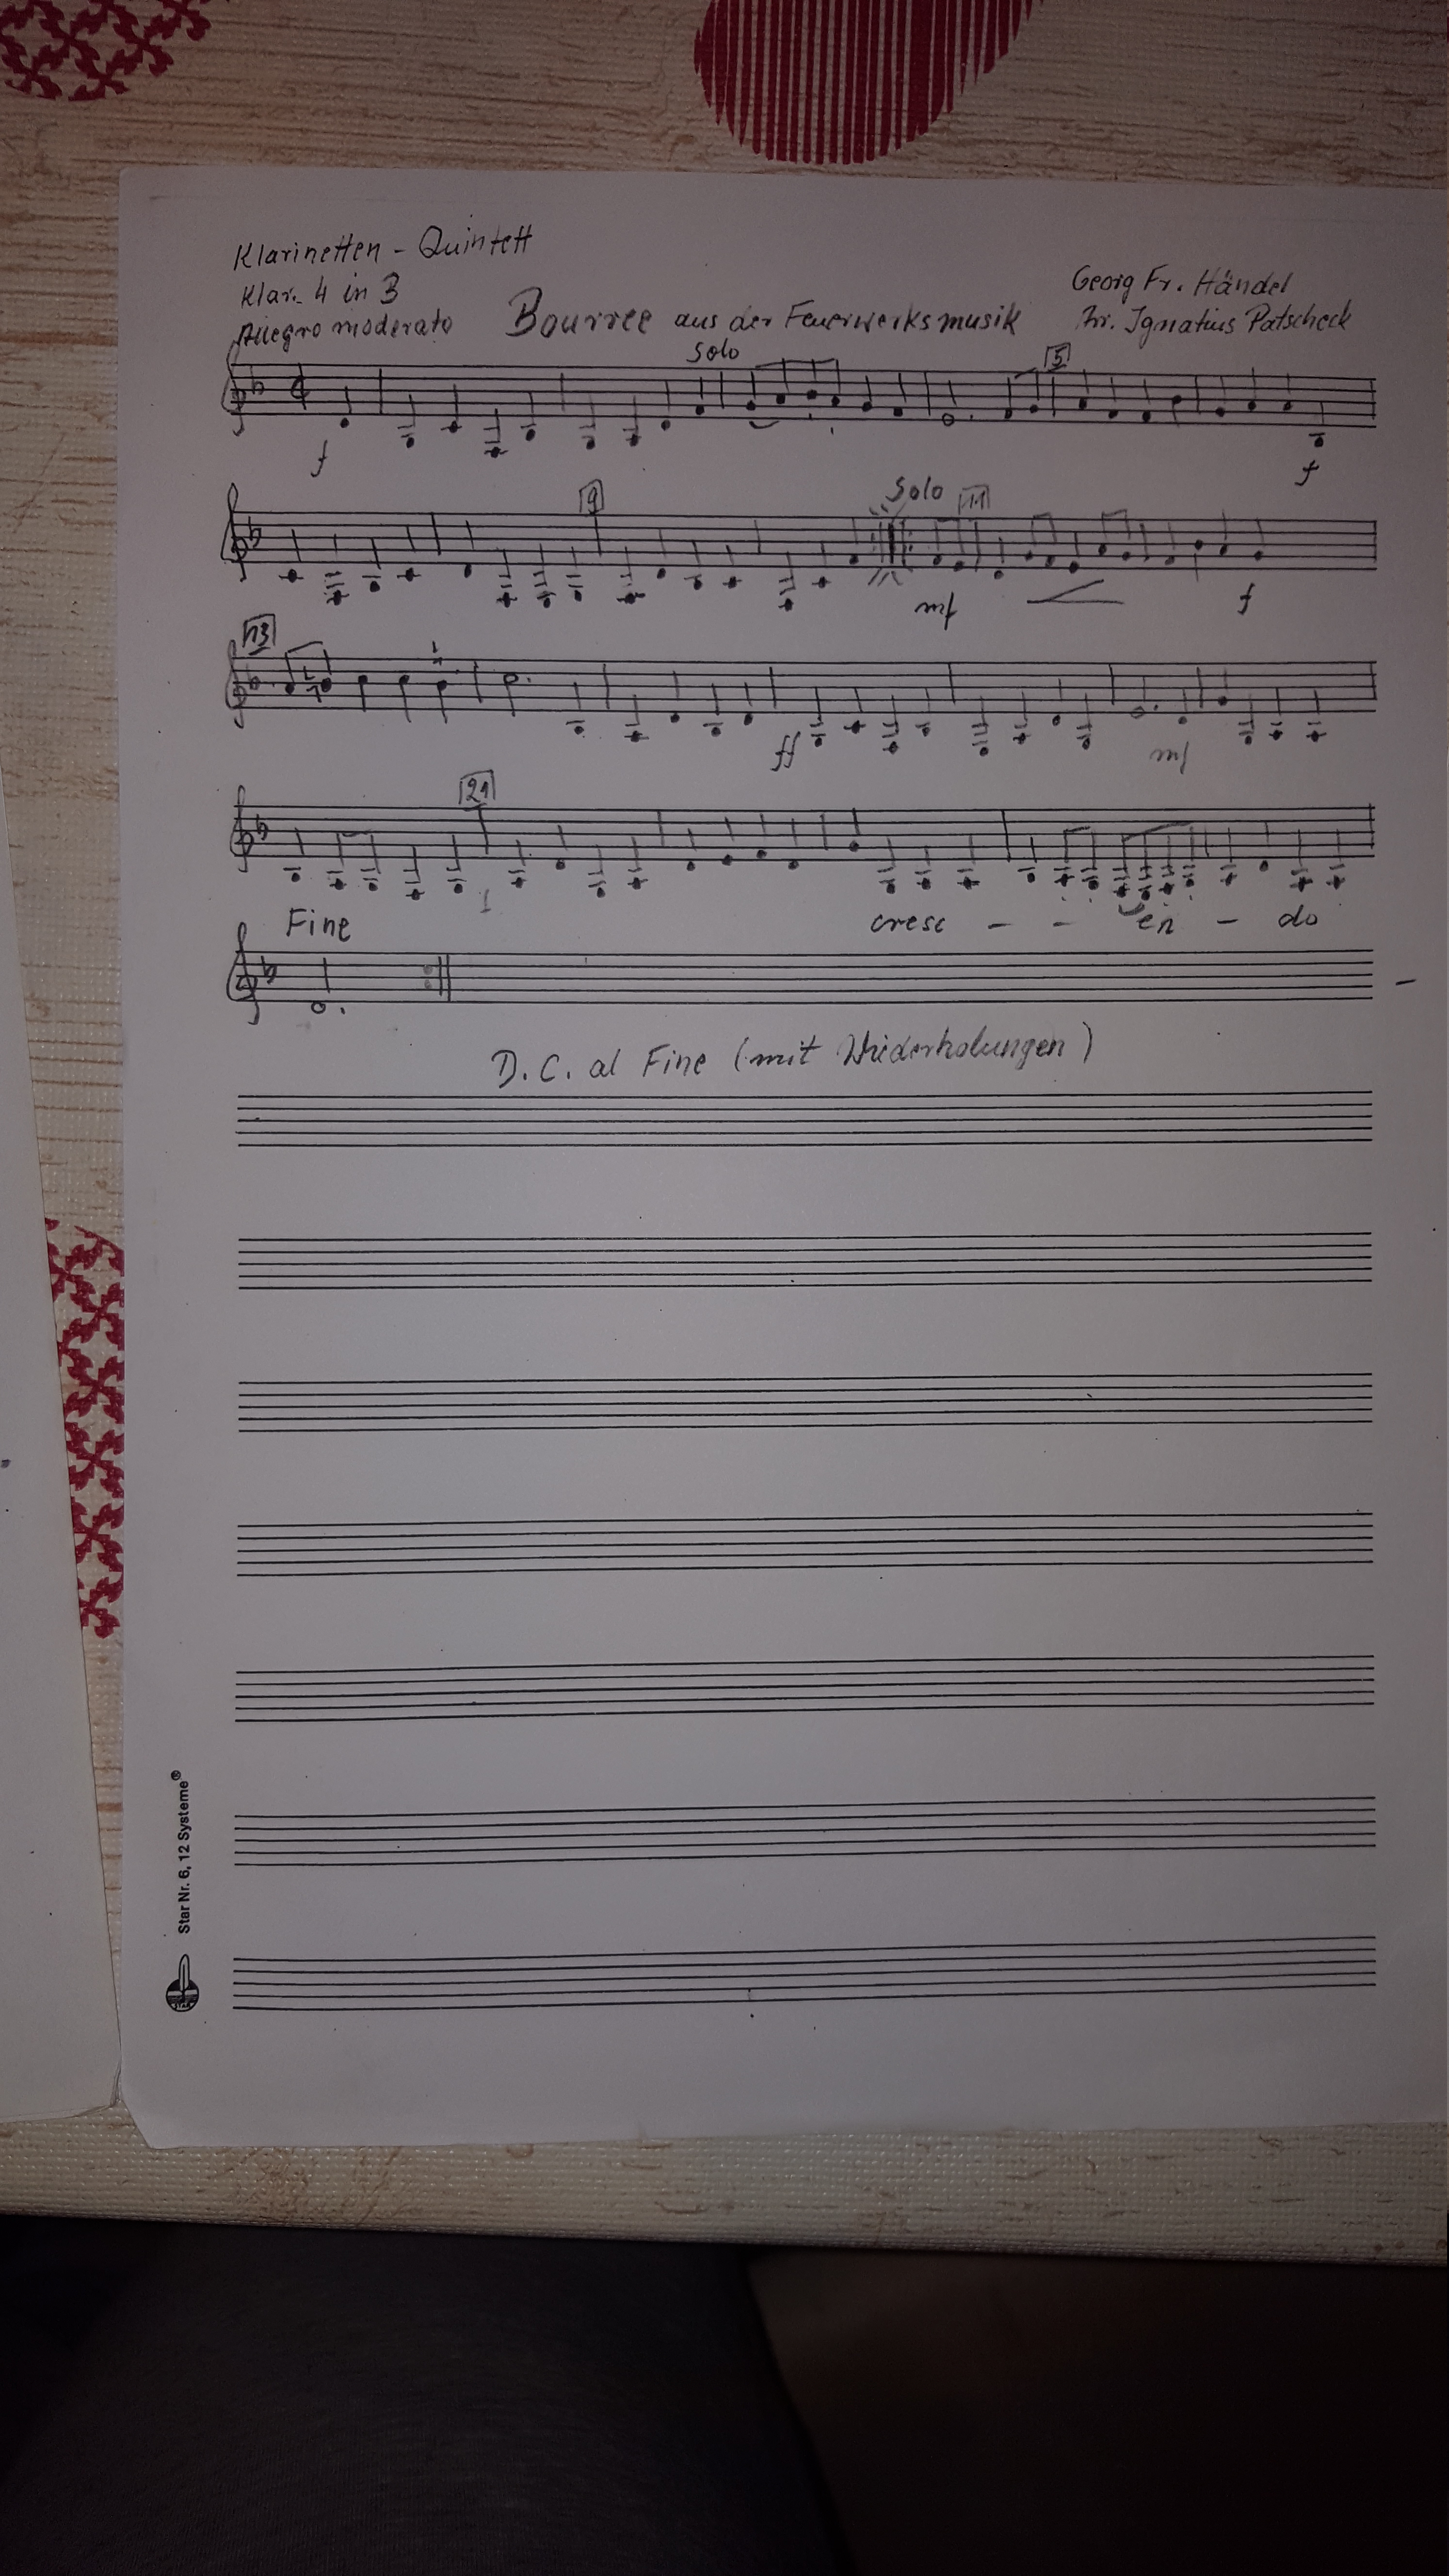 Klarinetten - Quintett
Klar. 4 in B
Allegro moderato Bourree aus der Feuerwerksmusik
Georg Fr. Händel
Arr. Ignatius Patscheck
Solo
5
f
f
9
Solo
11
mf
f
13
ff
mf
21
Fine
cresc - - en - do
D.C. al Fine (mit Wiederholungen)
Star Nr. 6, 12 Systeme®